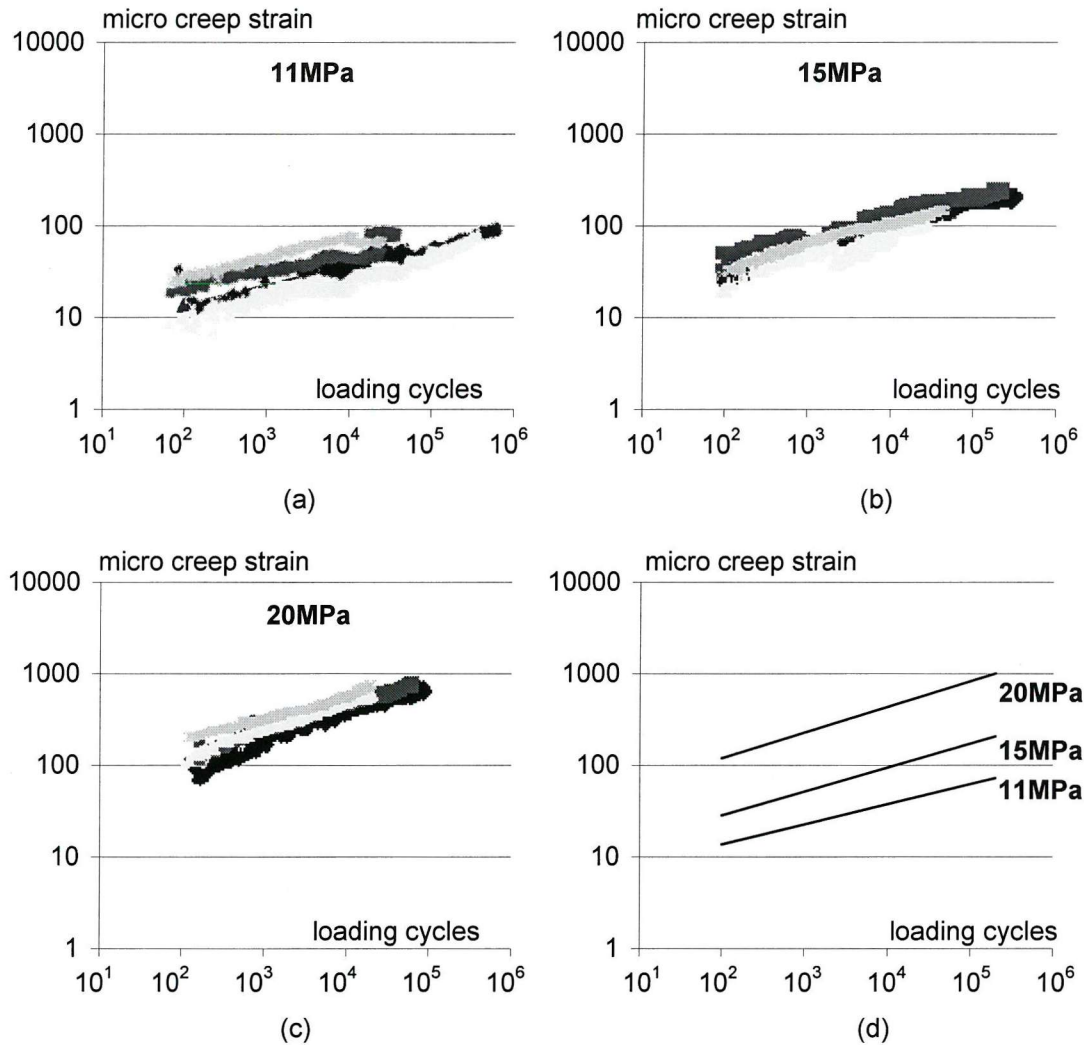 micro creep strain
10000
11MPa
1000
100
10
loading cycles
1
10¹ 10² 10³ 10⁴ 10⁵ 10⁶
(a)
micro creep strain
10000
15MPa
1000
100
10
loading cycles
1
10¹ 10² 10³ 10⁴ 10⁵ 10⁶
(b)
micro creep strain
10000
20MPa
1000
100
10
loading cycles
1
10¹ 10² 10³ 10⁴ 10⁵ 10⁶
(c)
micro creep strain
10000
1000
20MPa
15MPa
100
11MPa
10
loading cycles
1
10¹ 10² 10³ 10⁴ 10⁵ 10⁶
(d)